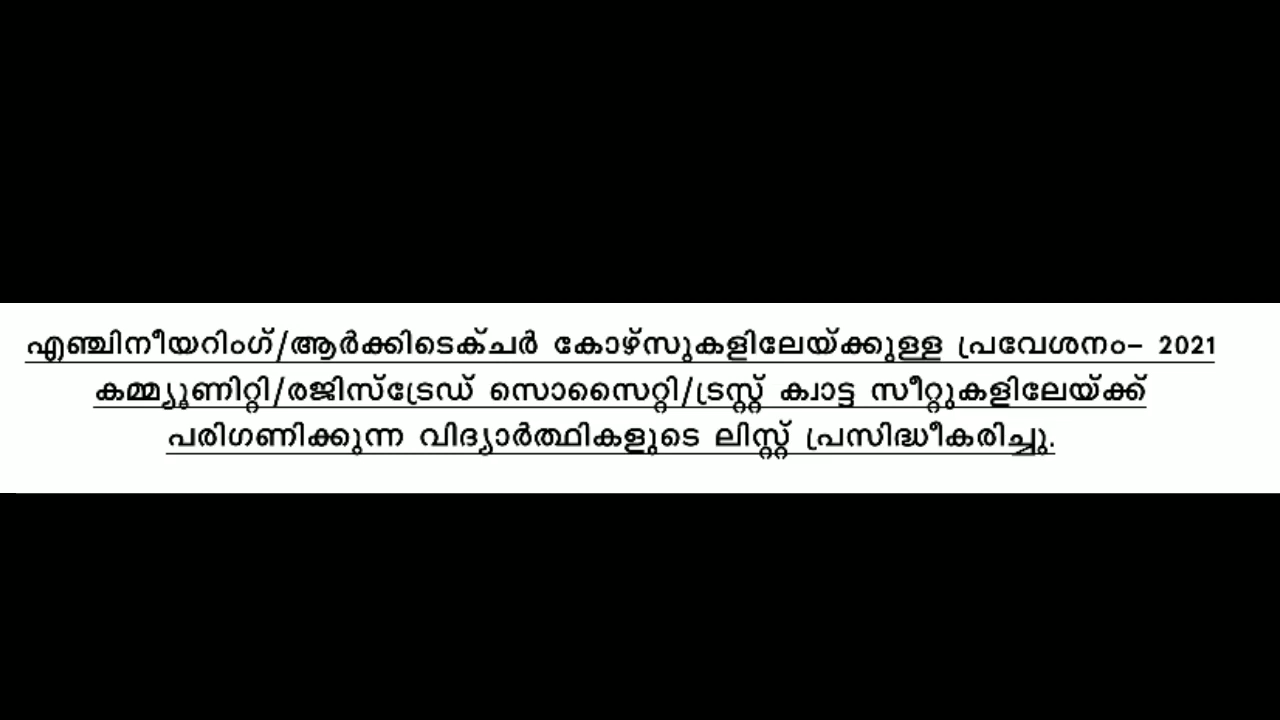 എഞ്ചിനീയറിംഗ്/ആർക്കിടെക്ചർ കോഴ്സുകളിലേയ്ക്കുള്ള പ്രവേശനം- 2021
കമ്മ്യൂണിറ്റി/രജിസ്ട്രേഡ് സൊസൈറ്റി/ട്രസ്റ്റ് ക്വാട്ട സീറ്റുകളിലേയ്ക്ക്
പരിഗണിക്കുന്ന വിദ്യാർത്ഥികളുടെ ലിസ്റ്റ് പ്രസിദ്ധീകരിച്ചു.